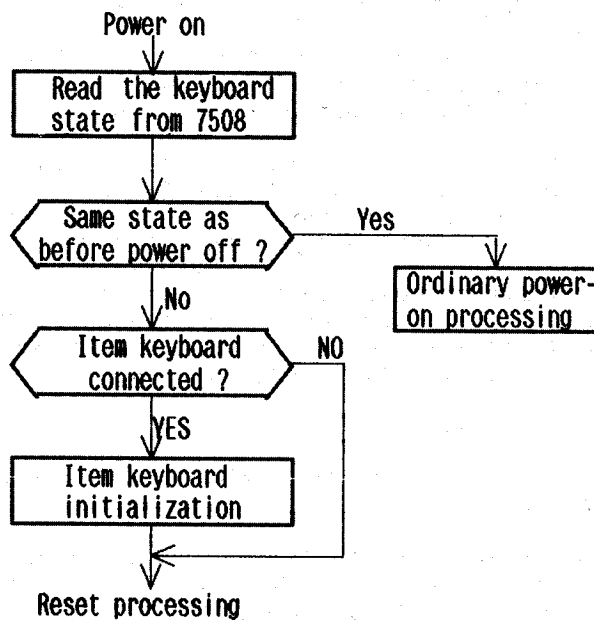 Power on
Read the keyboard
state from 7508
Same state as
before power off ?
Yes
Ordinary power-
on processing
No
Item keyboard
connected ?
NO
YES
Item keyboard
initialization
Reset processing